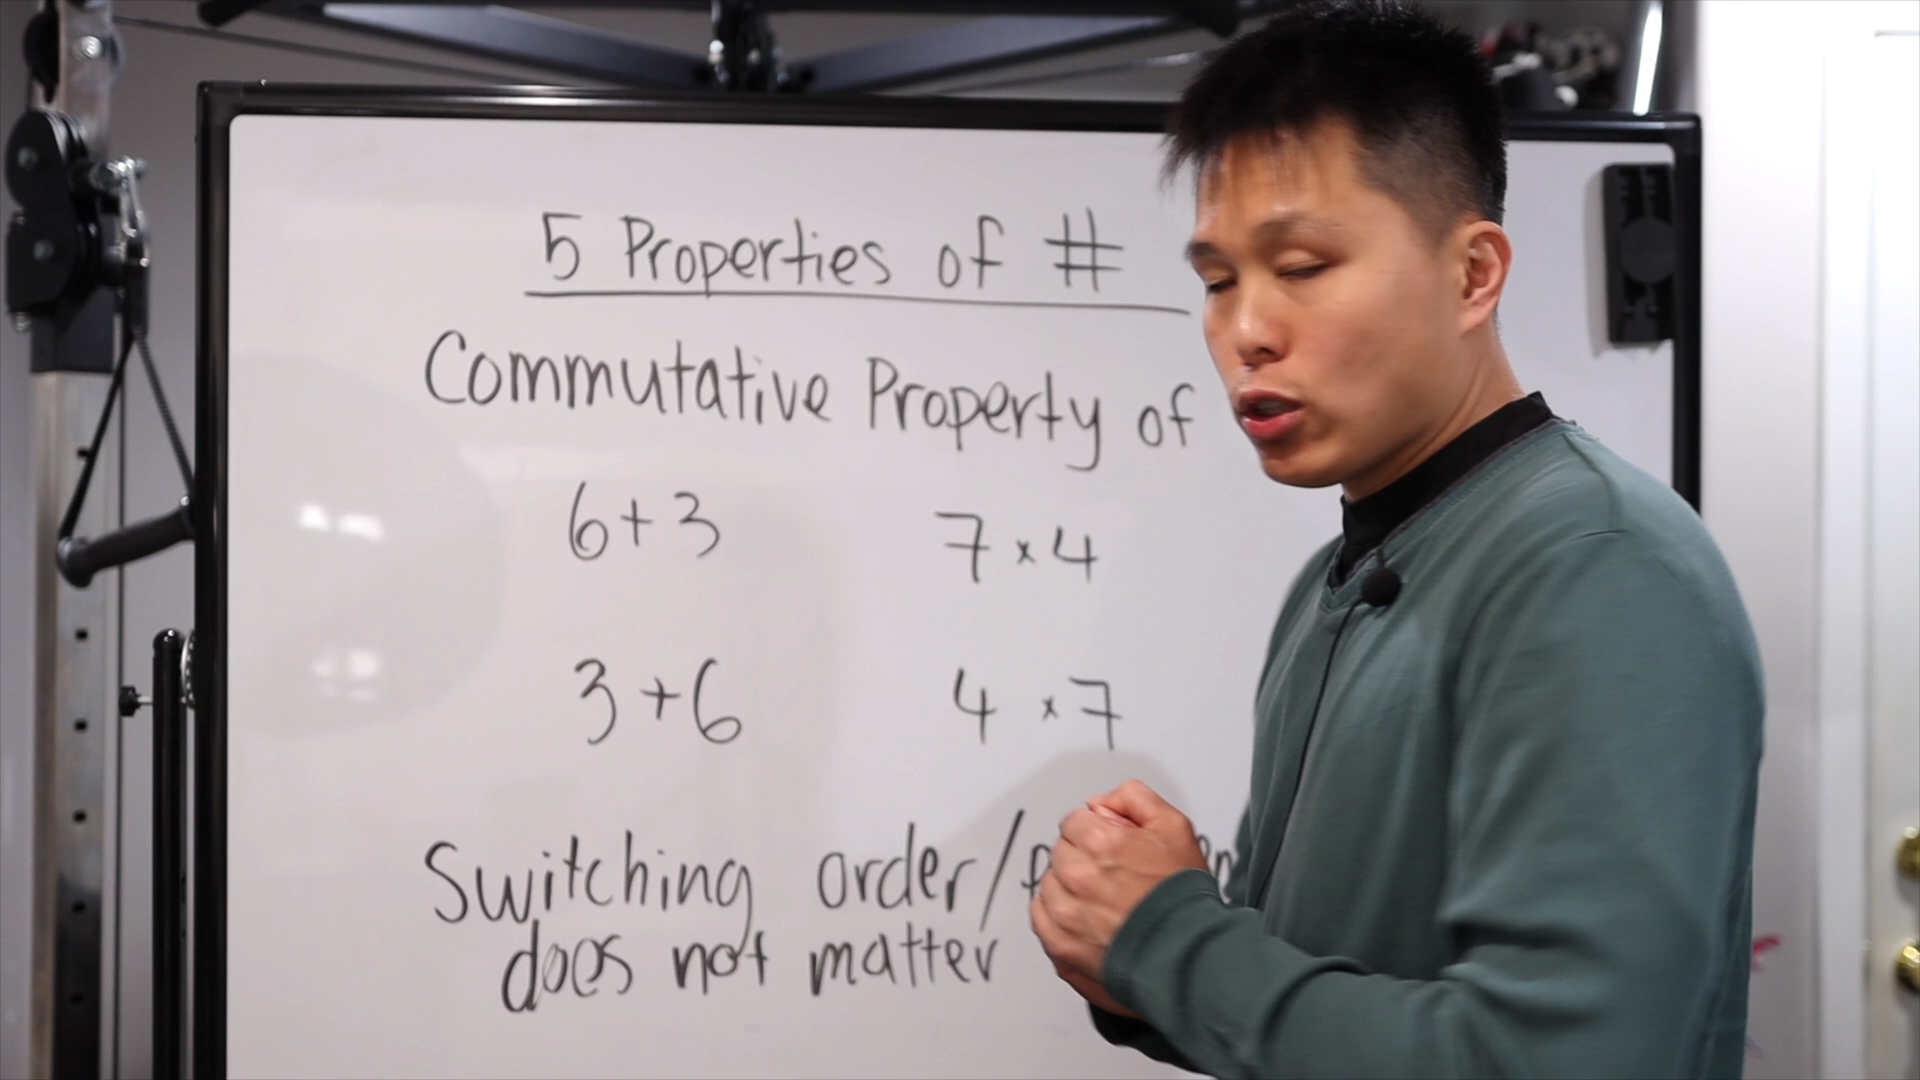 5 Properties of #
Commutative Property of
6+3 7×4
3+6 4×7
Switching order/
does not matter